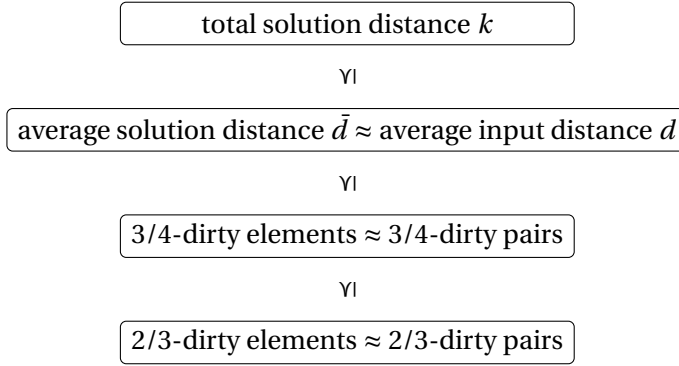 total solution distance k
≽
average solution distance d̄ ≈ average input distance d
≽
3/4-dirty elements ≈ 3/4-dirty pairs
≽
2/3-dirty elements ≈ 2/3-dirty pairs